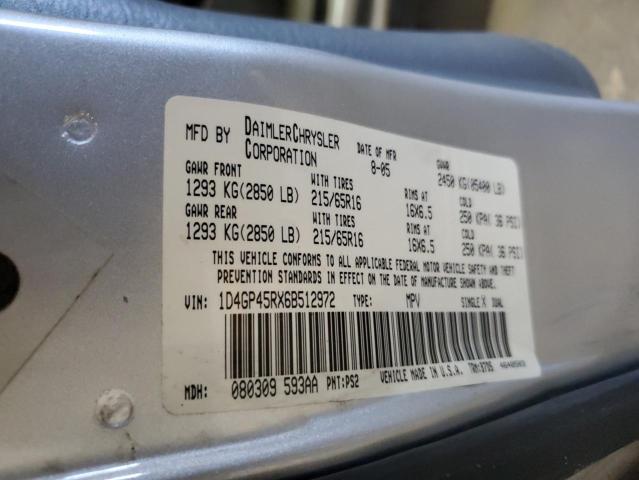 MFD BY DAIMLERCHRYSLER CORPORATION DATE OF MFR 8-05 GVWR 2450 KG(05400 LB)
GAWR FRONT WITH TIRES RIMS AT COLD
1293 KG(2850 LB) 215/65R16 16X6.5 250 KPA( 36 PSI)
GAWR REAR WITH TIRES RIMS AT COLD
1293 KG(2850 LB) 215/65R16 16X6.5 250 KPA( 36 PSI)
THIS VEHICLE CONFORMS TO ALL APPLICABLE FEDERAL MOTOR VEHICLE SAFETY AND THEFT
PREVENTION STANDARDS IN EFFECT ON THE DATE OF MANUFACTURE SHOWN ABOVE.
VIN: 1D4GP45RX6B512972 TYPE: MPV SINGLE X DUAL
MDH: 080309 593AA PNT:PS2 VEHICLE MADE IN U.S.A.